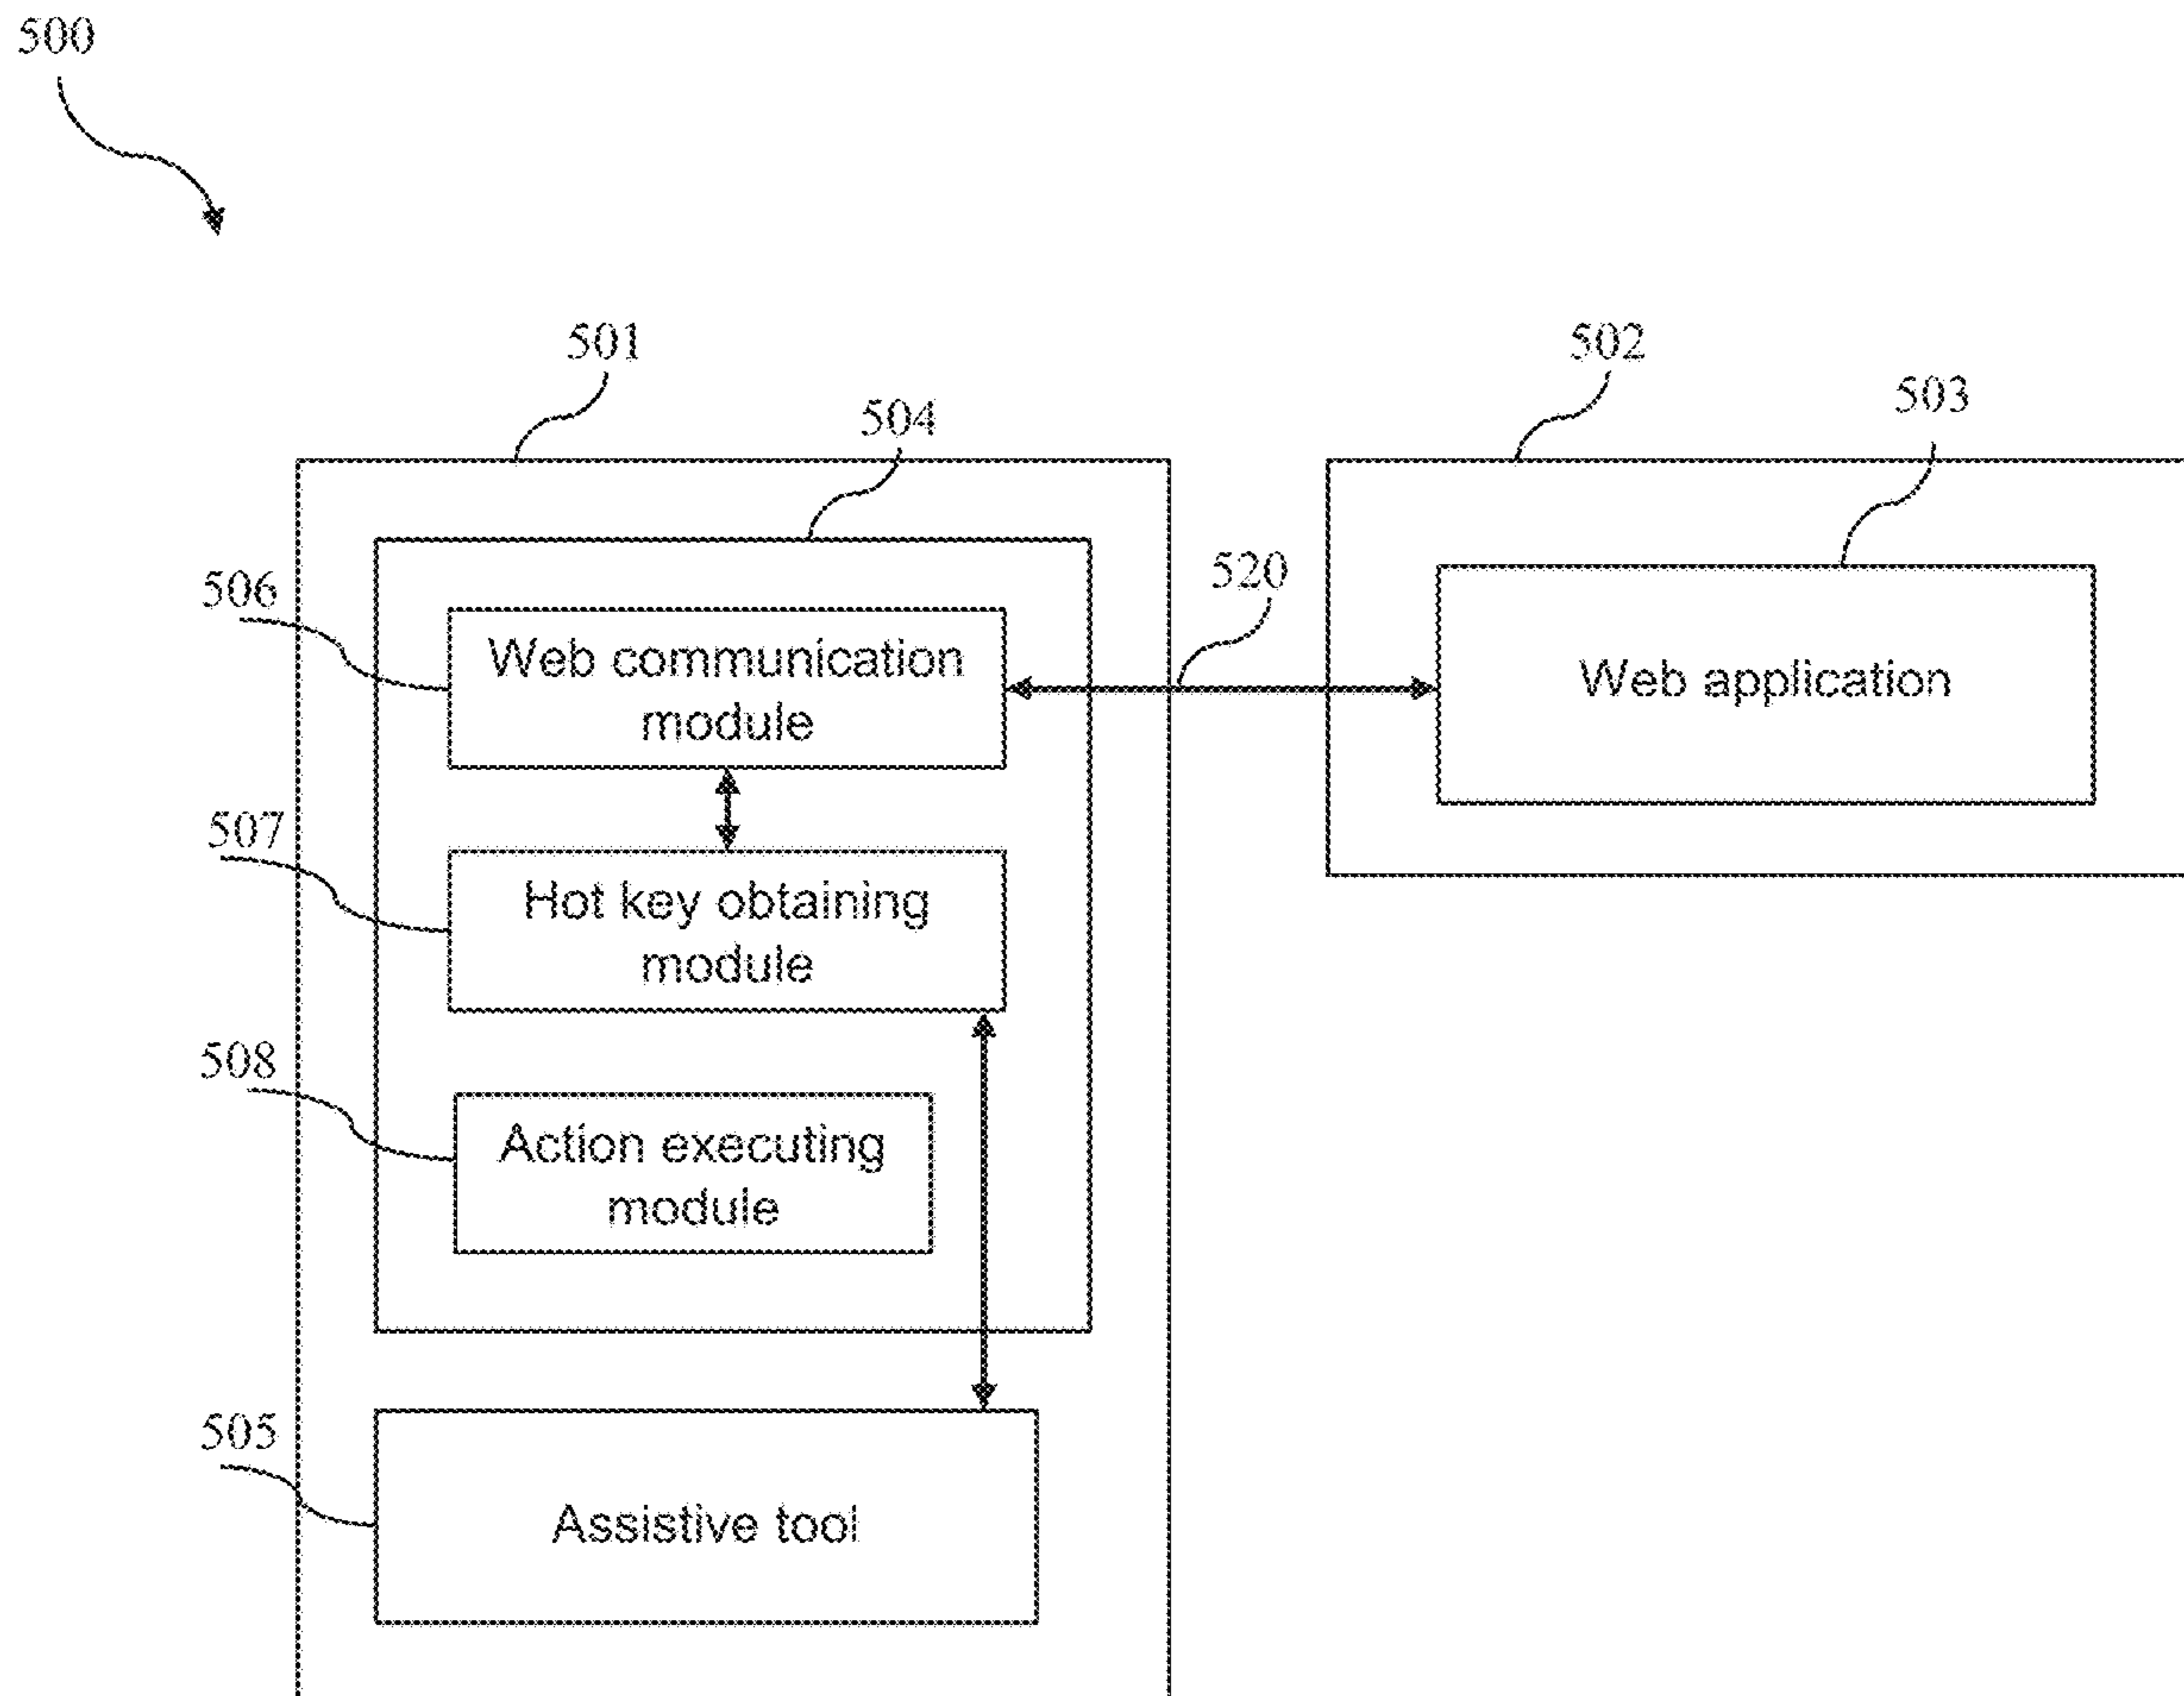 500
501
502
503
504
520
506
Web communication
module
Web application
507
Hot key obtaining
module
508
Action executing
module
505
Assistive tool